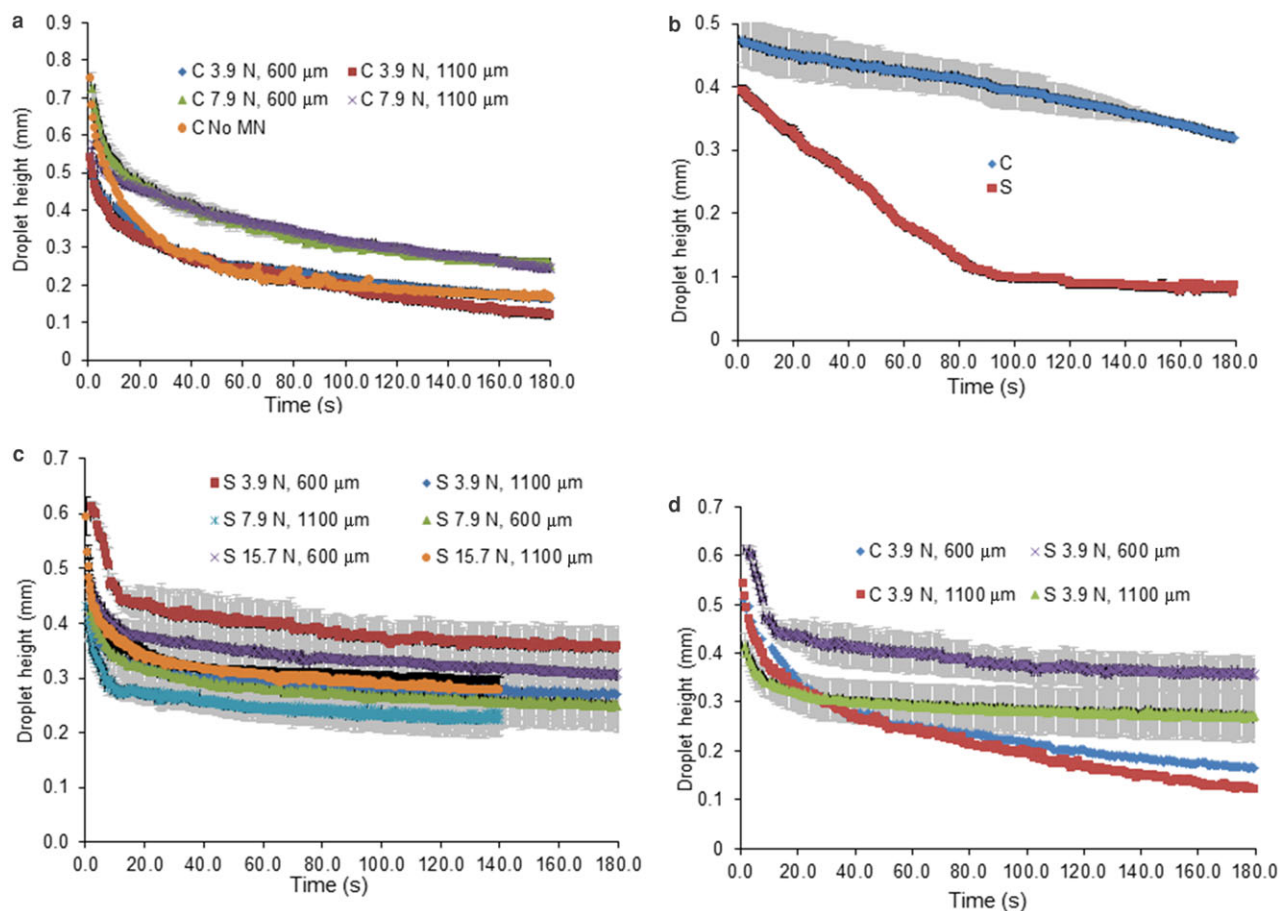 a
Droplet height (mm)
0.9
0.8
0.7
0.6
0.5
0.4
0.3
0.2
0.1
0
C 3.9 N, 600 μm
C 3.9 N, 1100 μm
C 7.9 N, 600 μm
C 7.9 N, 1100 μm
C No MN
0.0 20.0 40.0 60.0 80.0 100.0 120.0 140.0 160.0 180.0
Time (s)
b
Droplet height (mm)
0.5
0.4
0.3
0.2
0.1
0
C
S
0.0 20.0 40.0 60.0 80.0 100.0 120.0 140.0 160.0 180.0
Time (s)
c
Droplet height (mm)
0.7
0.6
0.5
0.4
0.3
0.2
0.1
0.0
S 3.9 N, 600 μm
S 3.9 N, 1100 μm
S 7.9 N, 1100 μm
S 7.9 N, 600 μm
S 15.7 N, 600 μm
S 15.7 N, 1100 μm
0.0 20.0 40.0 60.0 80.0 100.0 120.0 140.0 160.0 180.0
Time (s)
d
Droplet height (mm)
0.7
0.6
0.5
0.4
0.3
0.2
0.1
0
C 3.9 N, 600 μm
S 3.9 N, 600 μm
C 3.9 N, 1100 μm
S 3.9 N, 1100 μm
0.0 20.0 40.0 60.0 80.0 100.0 120.0 140.0 160.0 180.0
Time (s)